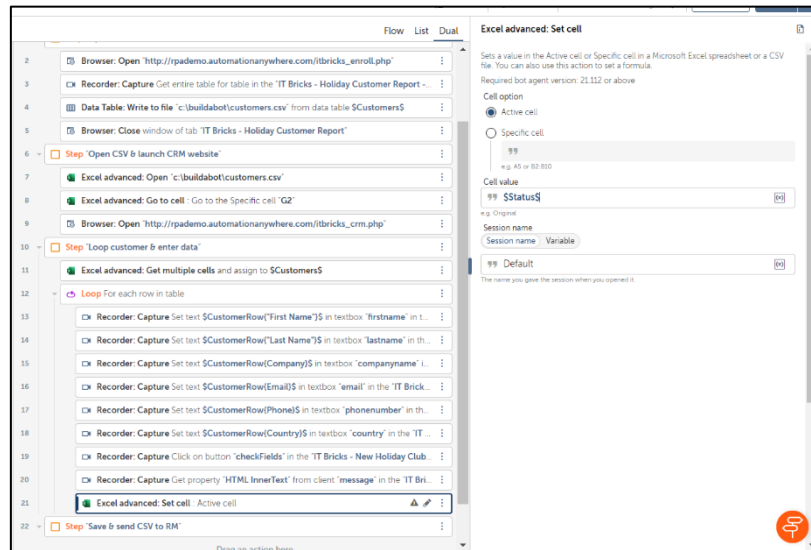 Flow List Dual
2 Browser: Open "http://rpademo.automationanywhere.com/itbricks_enroll.php"
3 Recorder: Capture Get entire table for table in the "IT Bricks - Holiday Customer Report -...
4 Data Table: Write to file "c:\buildabot\customers.csv" from data table $Customers$
5 Browser: Close window of tab "IT Bricks - Holiday Customer Report"
6 Step "Open CSV & launch CRM website"
7 Excel advanced: Open "c:\buildabot\customers.csv"
8 Excel advanced: Go to cell : Go to the Specific cell "G2"
9 Browser: Open "http://rpademo.automationanywhere.com/itbricks_crm.php"
10 Step "Loop customer & enter data"
11 Excel advanced: Get multiple cells and assign to $Customers$
12 Loop For each row in table
13 Recorder: Capture Set text $CustomerRow{"First Name"}$ in textbox "firstname" in t...
14 Recorder: Capture Set text $CustomerRow{"Last Name"}$ in textbox "lastname" in th...
15 Recorder: Capture Set text $CustomerRow{Company}$ in textbox "companyname" i...
16 Recorder: Capture Set text $CustomerRow{Email}$ in textbox "email" in the "IT Brick...
17 Recorder: Capture Set text $CustomerRow{Phone}$ in textbox "phonenumber" in th...
18 Recorder: Capture Set text $CustomerRow{Country}$ in textbox "country" in the "IT ...
19 Recorder: Capture Click on button "checkFields" in the "IT Bricks - New Holiday Club...
20 Recorder: Capture Get property "HTML InnerText" from client "message" in the "IT Bri...
21 Excel advanced: Set cell : Active cell
22 Step "Save & send CSV to RM"
Drag an action here
Excel advanced: Set cell
Sets a value in the Active cell or Specific cell in a Microsoft Excel spreadsheet or a CSV
file. You can also use this action to set a formula.
Required bot agent version: 21.112 or above
Cell option
Active cell
Specific cell
e.g. A5 or B2:B10
Cell value
$Status$
e.g. Original
Session name
Session name Variable
Default
The name you gave the session when you opened it.